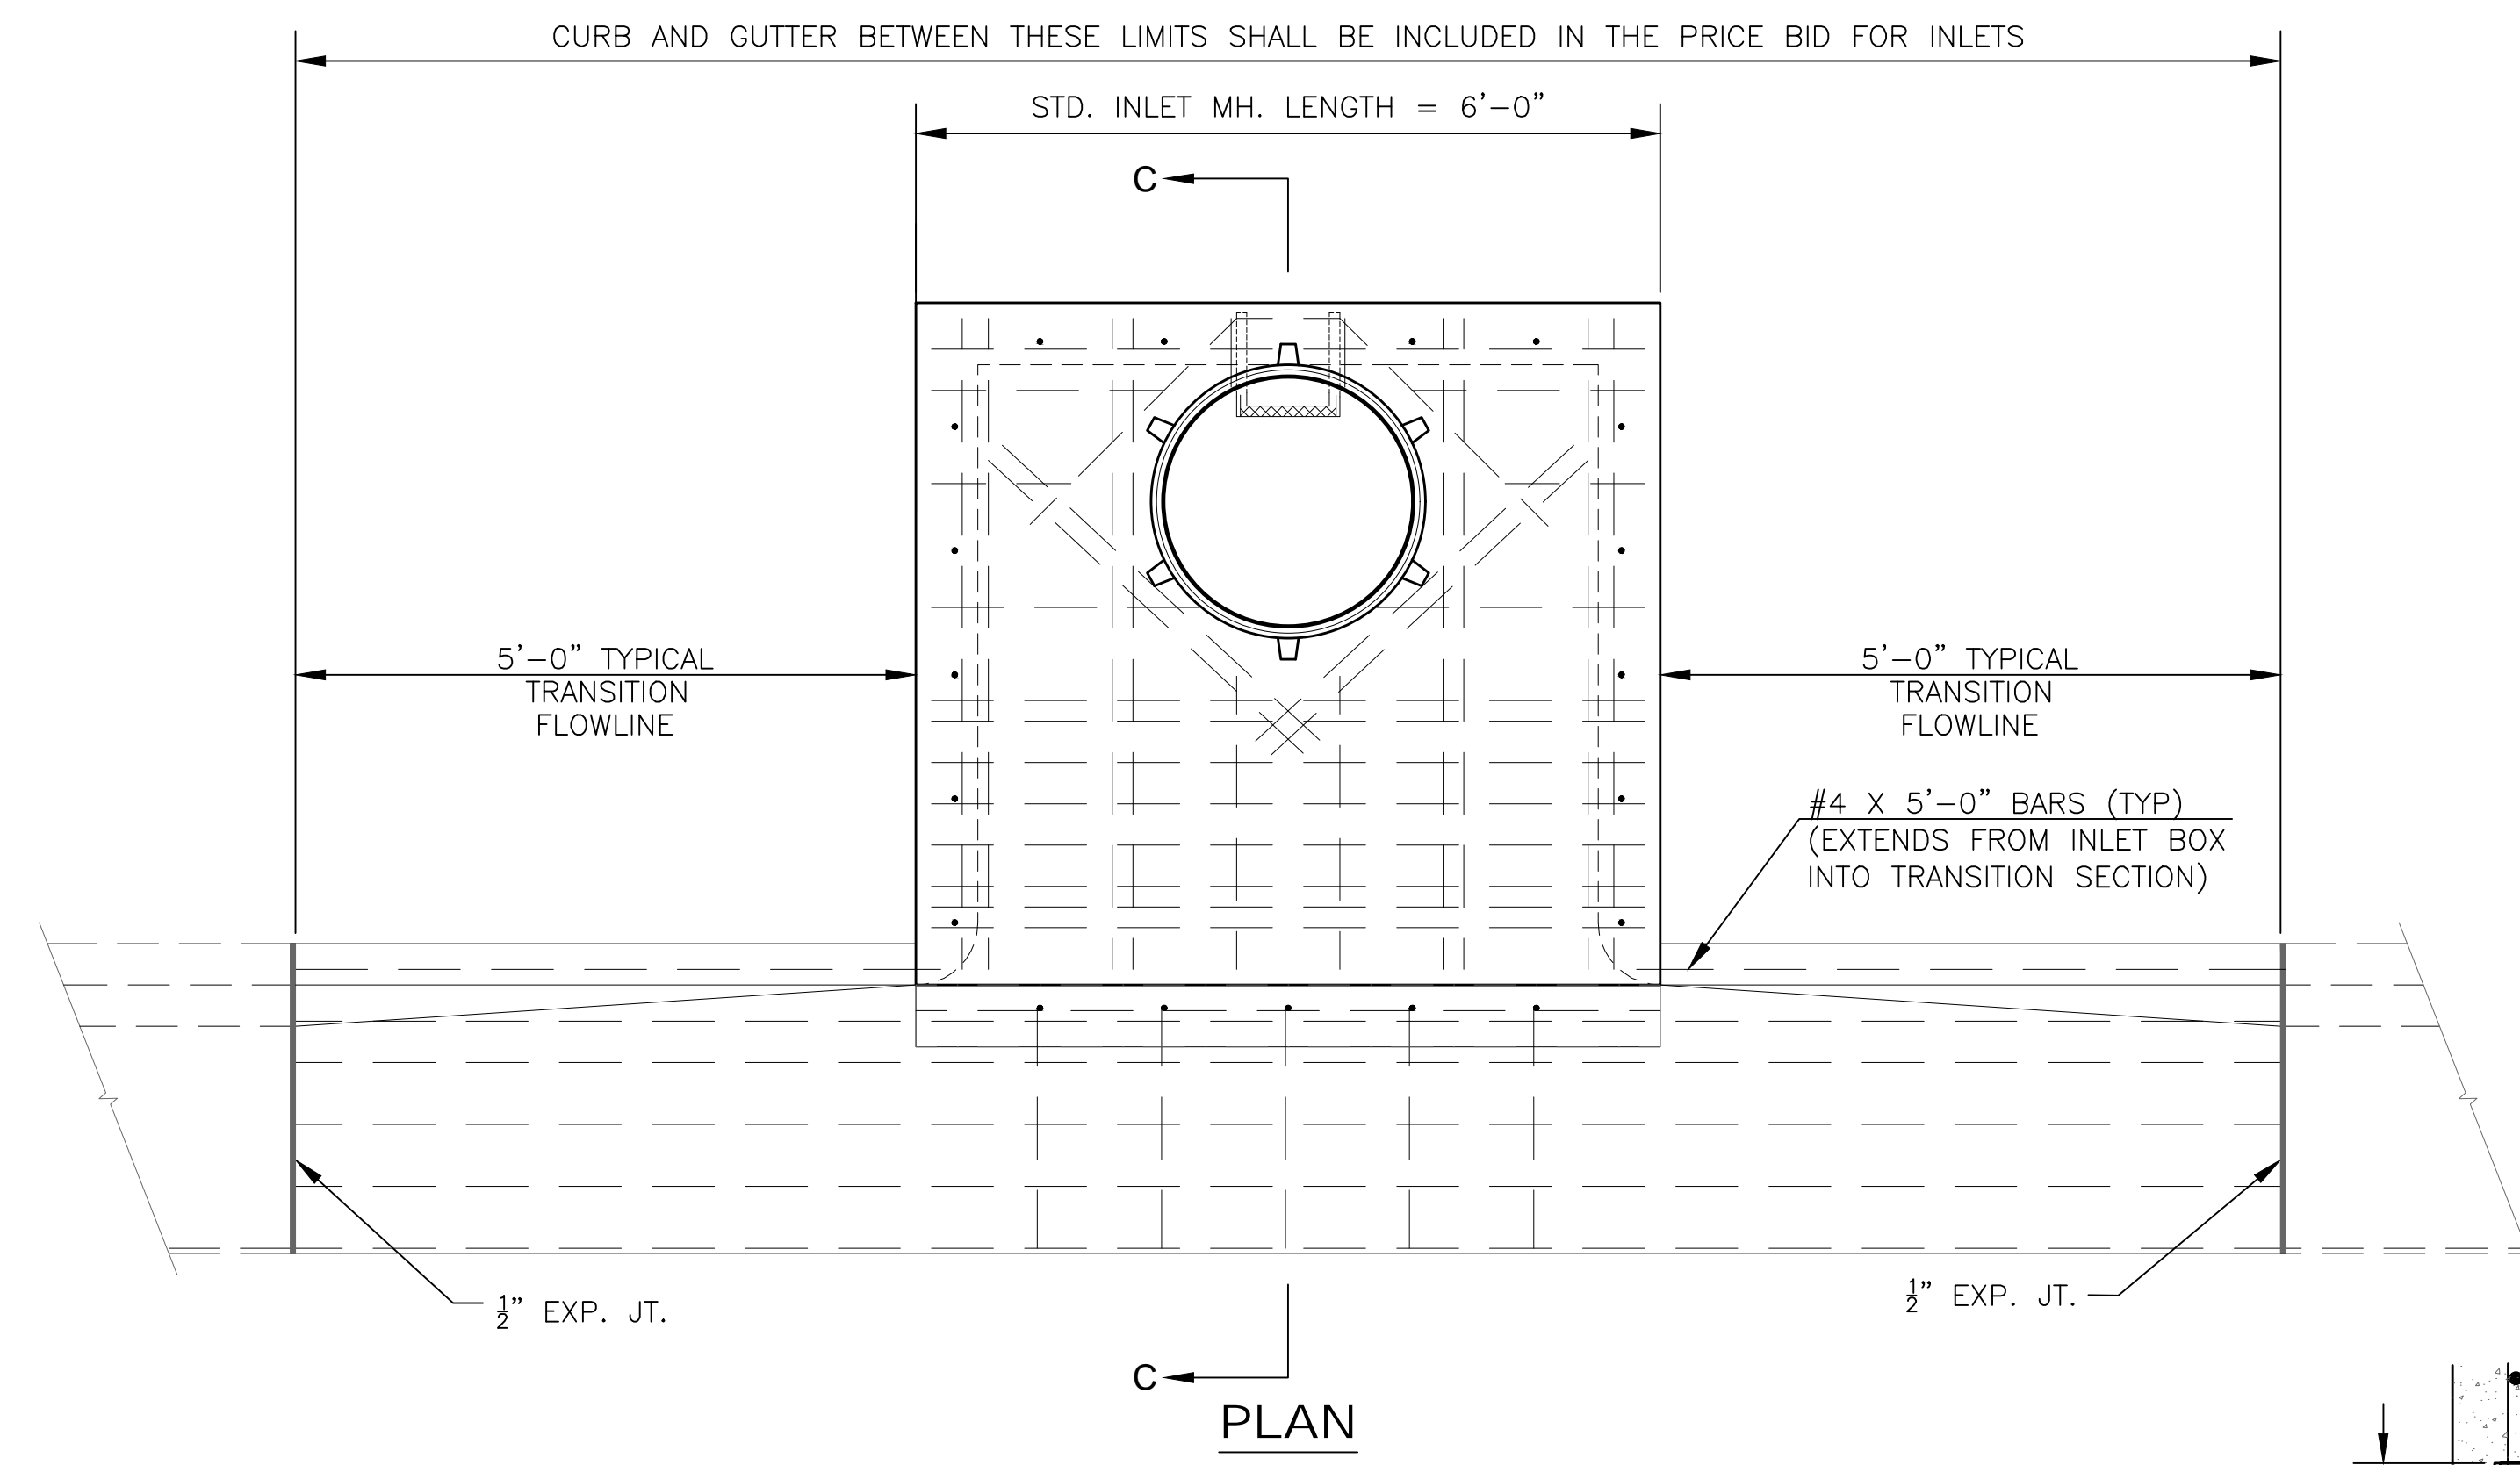 CURB AND GUTTER BETWEEN THESE LIMITS SHALL BE INCLUDED IN THE PRICE BID FOR INLETS
STD. INLET MH. LENGTH = 6'-0"
C
5'-0" TYPICAL
TRANSITION
FLOWLINE
5'-0" TYPICAL
TRANSITION
FLOWLINE
#4 X 5'-0" BARS (TYP)
(EXTENDS FROM INLET BOX
INTO TRANSITION SECTION)
½" EXP. JT.
½" EXP. JT.
C
PLAN